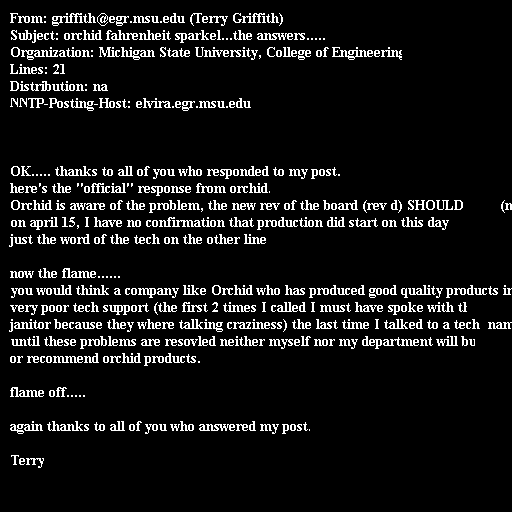 From: griffith@egr.msu.edu (Terry Griffith)
Subject: orchid fahrenheit sparkel...the answers.....
Organization: Michigan State University, College of Engineering
Lines: 21
Distribution: na
NNTP-Posting-Host: elvira.egr.msu.edu
OK..... thanks to all of you who responded to my post.
here's the "official" response from orchid.
Orchid is aware of the problem, the new rev of the board (rev d) SHOULD
on april 15, I have no confirmation that production did start on this day
just the word of the tech on the other line
now the flame......
you would think a company like Orchid who has produced good quality products
very poor tech support (the first 2 times I called I must have spoke with
janitor because they where talking craziness) the last time I talked to a tech
until these problems are resovled neither myself nor my department will
or recommend orchid products.
flame off.....
again thanks to all of you who answered my post.
Terry